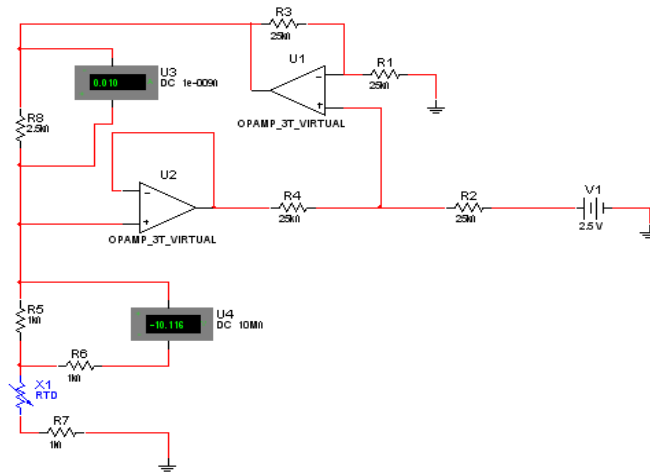 R3
25kΩ
U1
R1
25kΩ
OPAMP_3T_VIRTUAL
U3
0.010
DC 1e-009Ω
R8
2.5kΩ
U2
OPAMP_3T_VIRTUAL
R4
25kΩ
R2
25kΩ
V1
2.5 V
R5
1kΩ
U4
-10.116
DC 10MΩ
R6
1kΩ
X1
RTD
R7
1kΩ